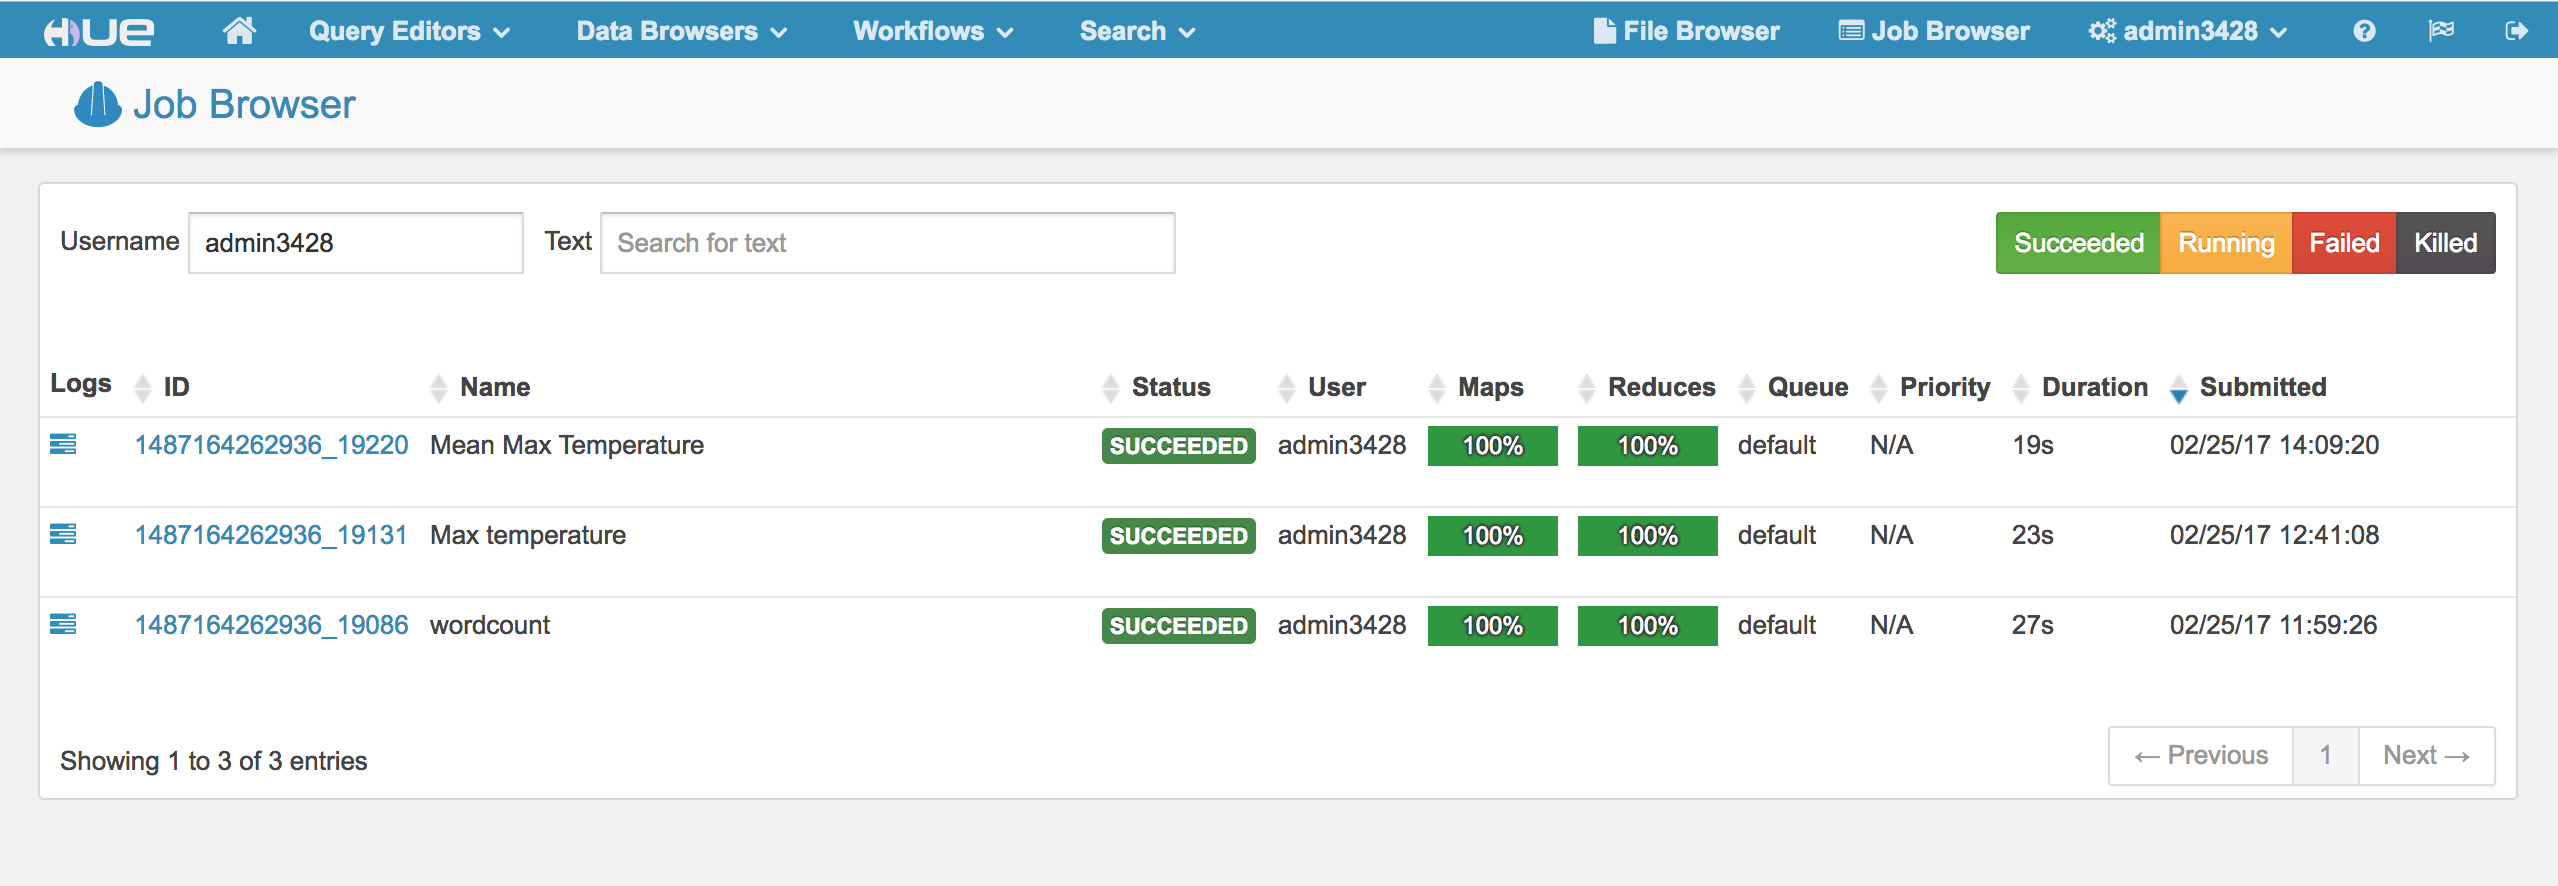 HUE Query Editors Data Browsers Workflows Search File Browser Job Browser admin3428
Job Browser
Username admin3428 Text Search for text Succeeded Running Failed Killed
Logs ID Name Status User Maps Reduces Queue Priority Duration Submitted
1487164262936_19220 Mean Max Temperature SUCCEEDED admin3428 100% 100% default N/A 19s 02/25/17 14:09:20
1487164262936_19131 Max temperature SUCCEEDED admin3428 100% 100% default N/A 23s 02/25/17 12:41:08
1487164262936_19086 wordcount SUCCEEDED admin3428 100% 100% default N/A 27s 02/25/17 11:59:26
Showing 1 to 3 of 3 entries ← Previous 1 Next →